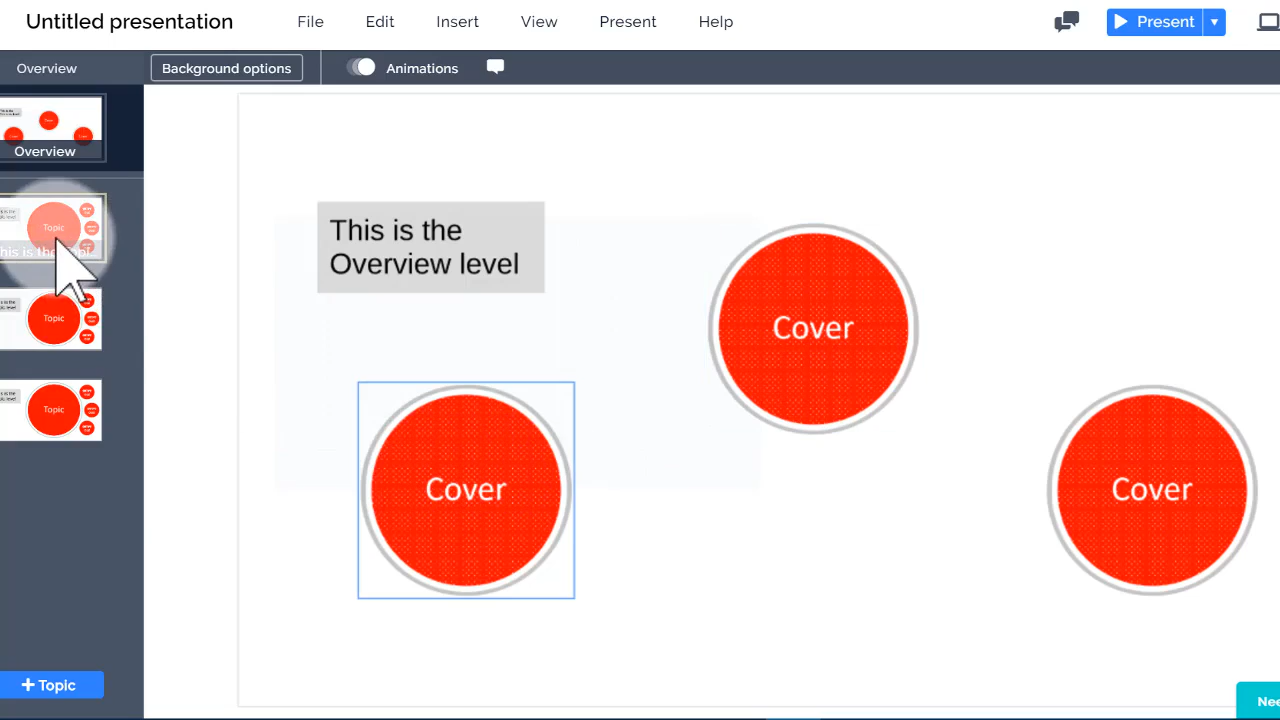 Untitled presentation
File Edit Insert View Present Help
Present
Overview
Background options
Animations
Overview
This is the
Overview level
Cover
Cover
Cover
Topic
Topic
Topic
+ Topic